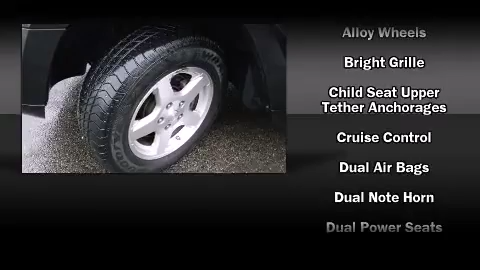 Alloy Wheels
Bright Grille
Child Seat Upper
Tether Anchorages
Cruise Control
Dual Air Bags
Dual Note Horn
Dual Power Seats